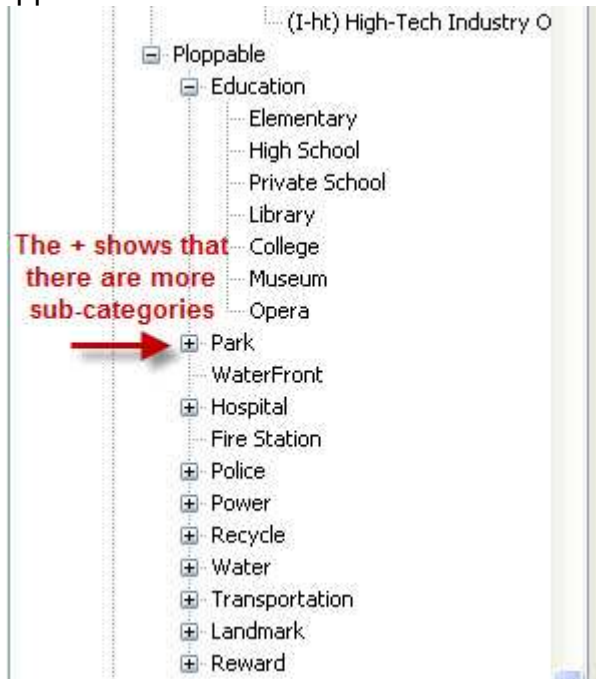 (I-ht) High-Tech Industry O
Ploppable
Education
Elementary
High School
Private School
Library
College
Museum
Opera
The + shows that
there are more
sub-categories
Park
WaterFront
Hospital
Fire Station
Police
Power
Recycle
Water
Transportation
Landmark
Reward